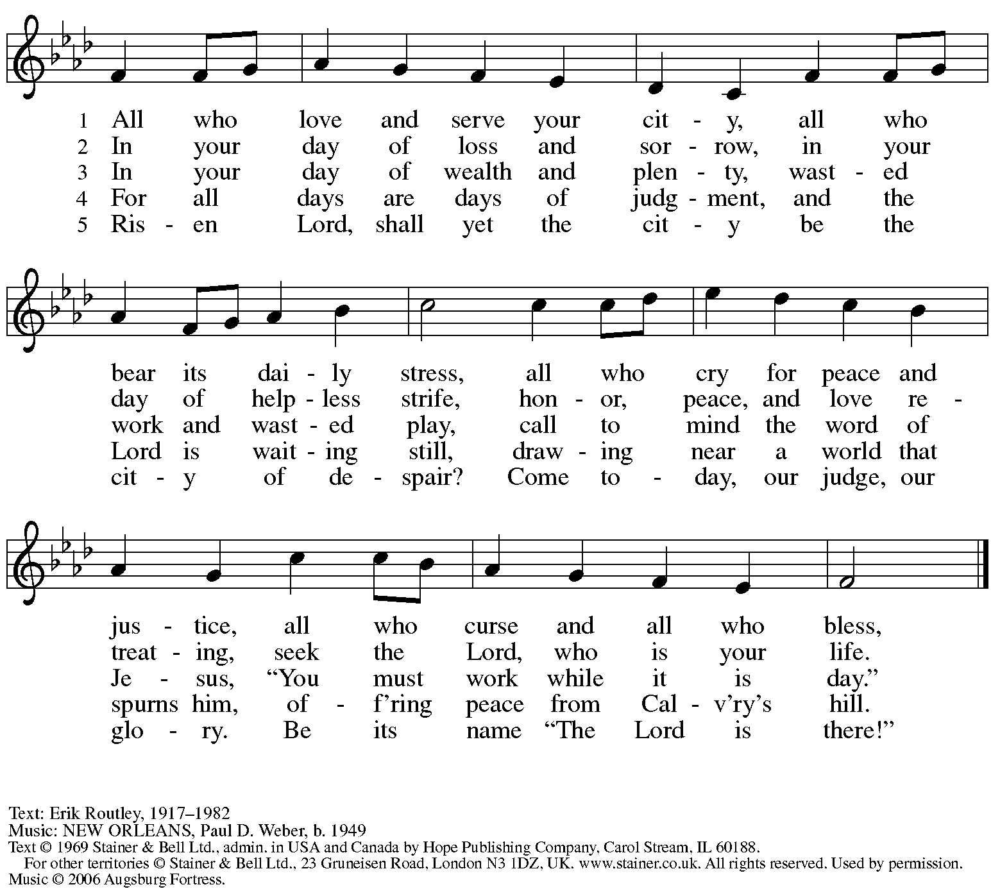 1 All who love and serve your cit - y, all who
2 In your day of loss and sor - row, in your
3 In your day of wealth and plen - ty, wast - ed
4 For all days are days of judg - ment, and the
5 Ris - en Lord, shall yet the cit - y be the
bear its dai - ly stress, all who cry for peace and
day of help - less strife, hon - or, peace, and love re -
work and wast - ed play, call to mind the word of
Lord is wait - ing still, draw - ing near a world that
cit - y of de - spair? Come to - day, our judge, our
jus - tice, all who curse and all who bless,
treat - ing, seek the Lord, who is your life.
Je - sus, “You must work while it is day.”
spurns him, of - f’ring peace from Cal - v’ry’s hill.
glo - ry. Be its name “The Lord is there!”
Text: Erik Routley, 1917–1982
Music: NEW ORLEANS, Paul D. Weber, b. 1949
Text © 1969 Stainer & Bell Ltd., admin. in USA and Canada by Hope Publishing Company, Carol Stream, IL 60188.
For other territories © Stainer & Bell Ltd., 23 Gruneisen Road, London N3 1DZ, UK. www.stainer.co.uk. All rights reserved. Used by permission.
Music © 2006 Augsburg Fortress.